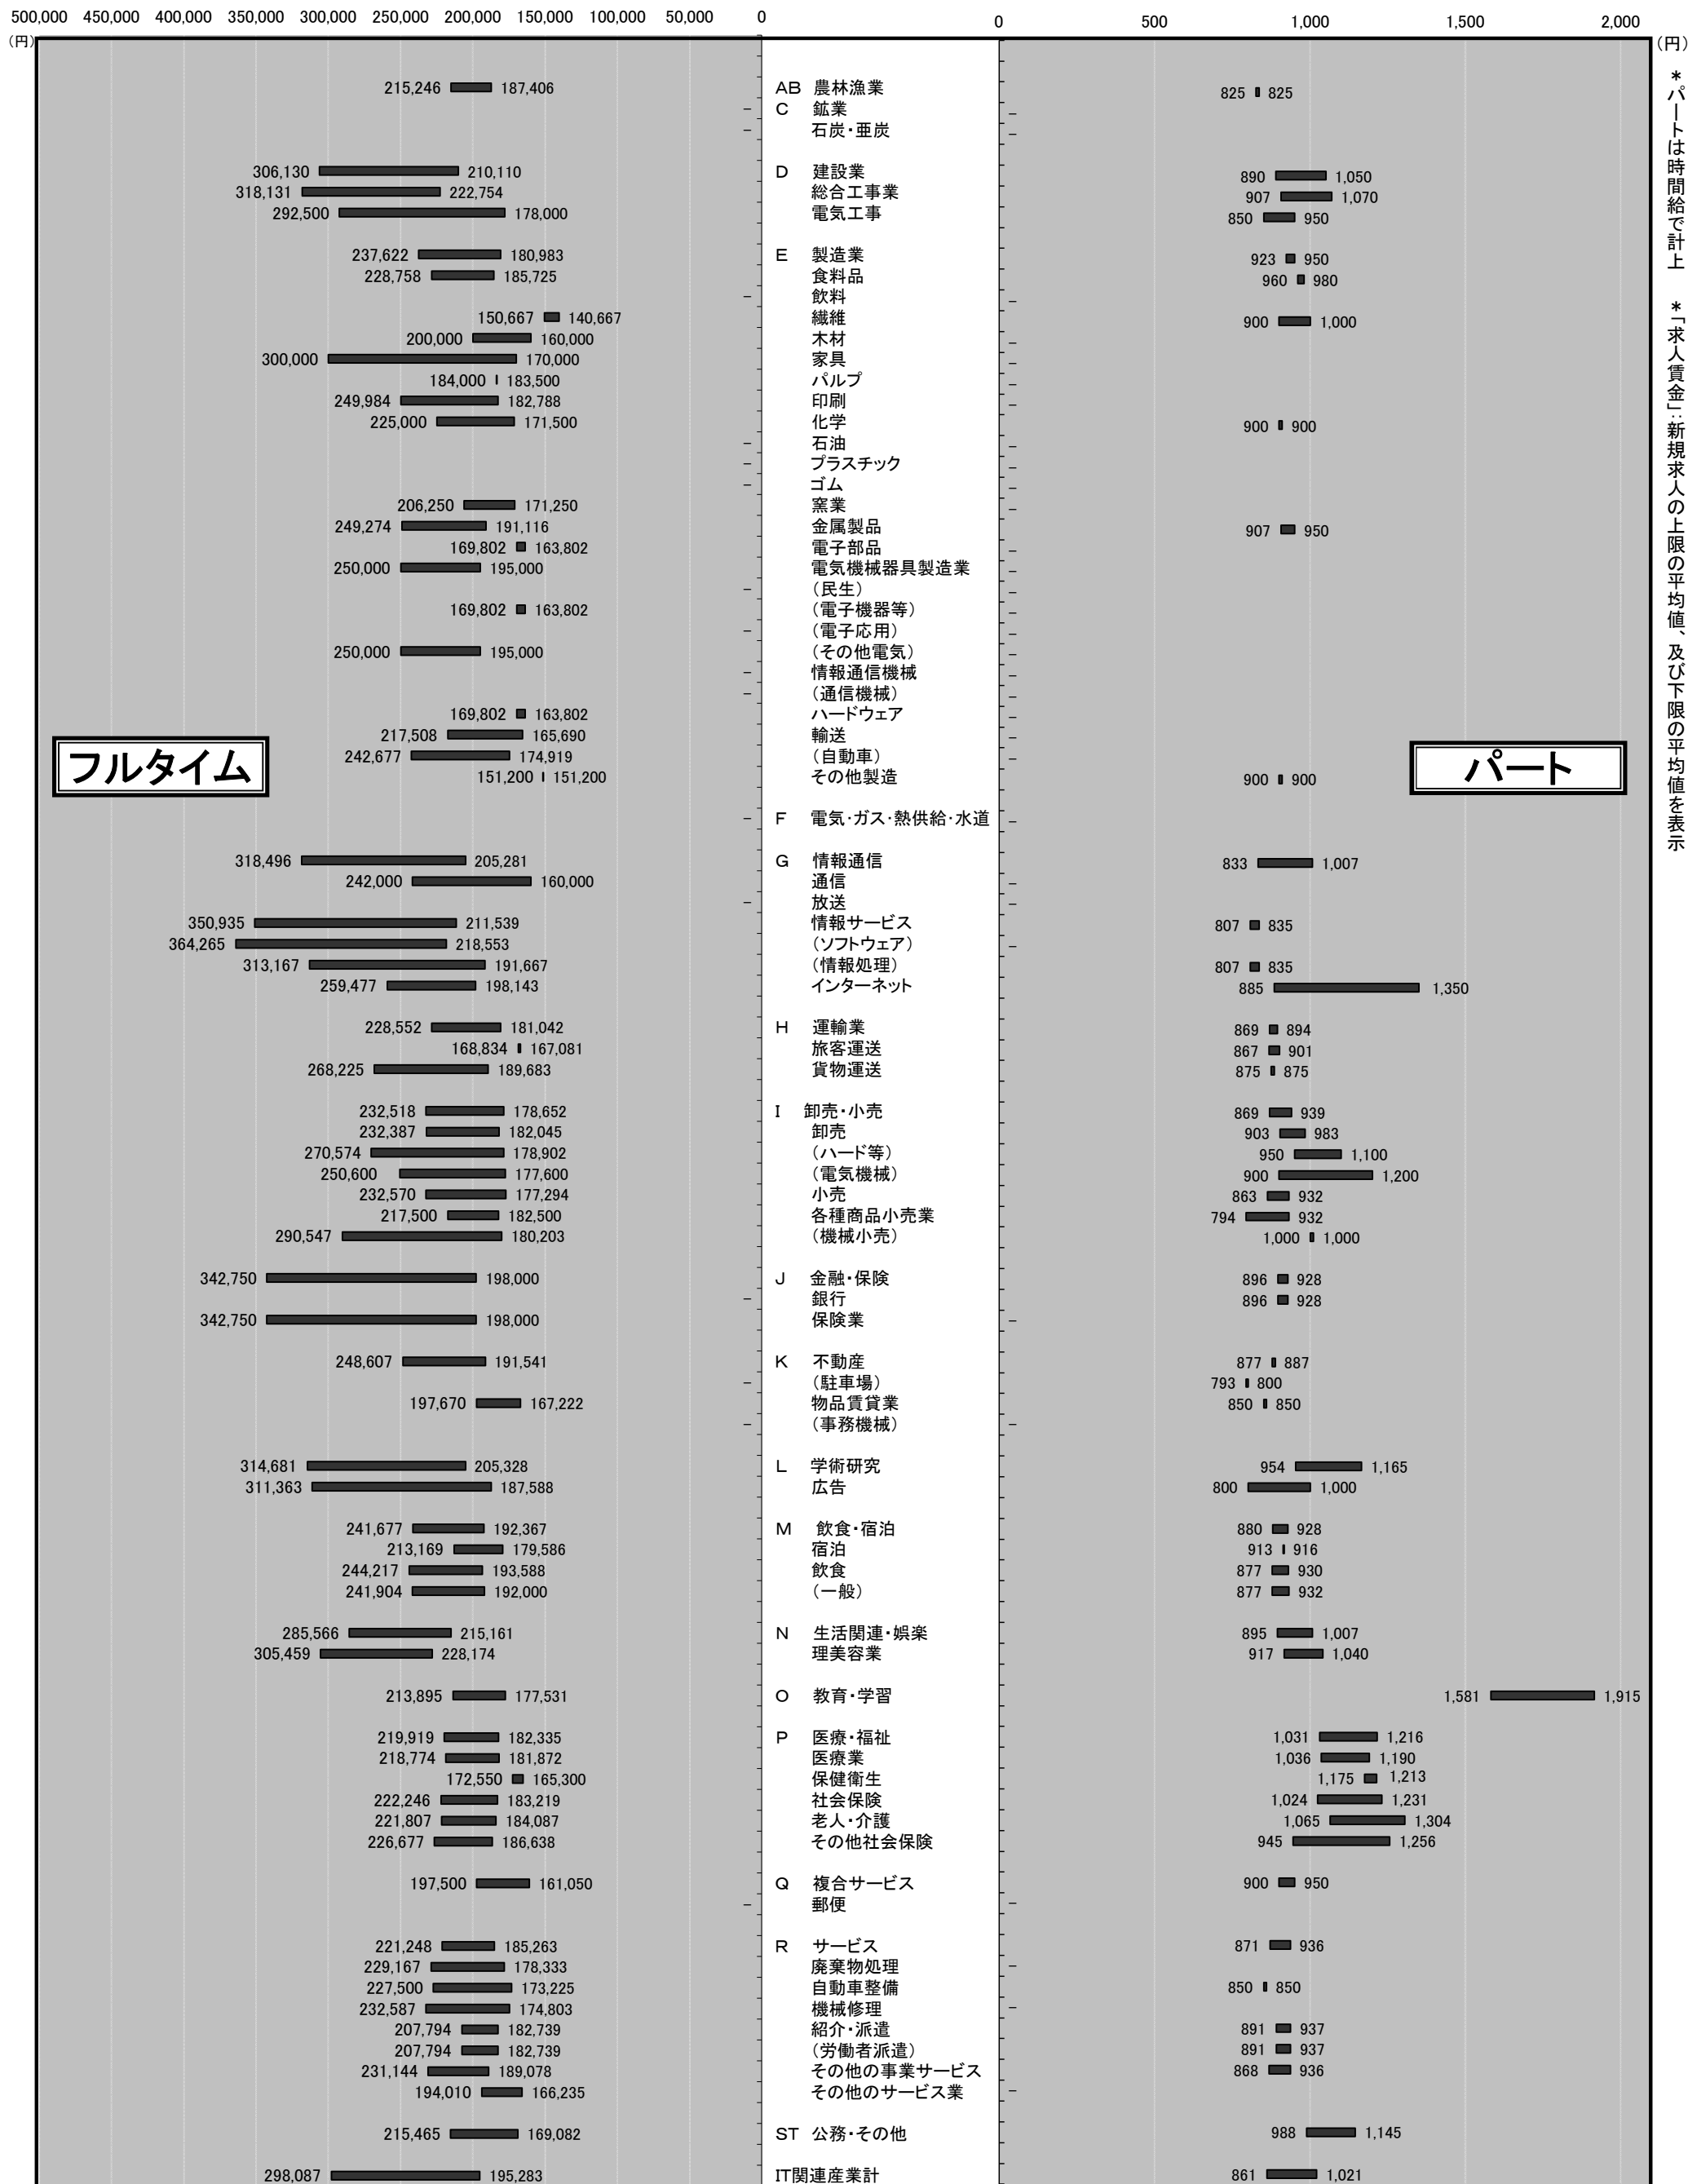 500,000 450,000 400,000 350,000 300,000 250,000 200,000 150,000 100,000 50,000 0 0 500 1,000 1,500 2,000
（円） （円）
215,246 187,406 AB 農林漁業 825 825
C 鉱業
石炭・亜炭
306,130 210,110 D 建設業 890 1,050
318,131 222,754 総合工事業 907 1,070
292,500 178,000 電気工事 850 950
237,622 180,983 E 製造業 923 950
228,758 185,725 食料品 960 980
飲料
150,667 140,667 繊維 900 1,000
200,000 160,000 木材
300,000 170,000 家具
184,000 183,500 パルプ
249,984 182,788 印刷
225,000 171,500 化学 900 900
石油
プラスチック
ゴム
206,250 171,250 窯業
249,274 191,116 金属製品 907 950
169,802 163,802 電子部品
250,000 195,000 電気機械器具製造業
（民生）
169,802 163,802 （電子機器等）
（電子応用）
250,000 195,000 （その他電気）
情報通信機械
（通信機械）
169,802 163,802 ハードウェア
217,508 165,690 輸送
242,677 174,919 （自動車）
フルタイム パート
151,200 151,200 その他製造 900 900
F 電気・ガス・熱供給・水道
318,496 205,281 G 情報通信 833 1,007
242,000 160,000 通信
放送
350,935 211,539 情報サービス 807 835
364,265 218,553 （ソフトウェア）
313,167 191,667 （情報処理） 807 835
259,477 198,143 インターネット 885 1,350
228,552 181,042 H 運輸業 869 894
168,834 167,081 旅客運送 867 901
268,225 189,683 貨物運送 875 875
232,518 178,652 I 卸売・小売 869 939
232,387 182,045 卸売 903 983
270,574 178,902 （ハード等） 950 1,100
250,600 177,600 （電気機械） 900 1,200
232,570 177,294 小売 863 932
217,500 182,500 各種商品小売業 794 932
290,547 180,203 （機械小売） 1,000 1,000
342,750 198,000 J 金融・保険 896 928
銀行 896 928
342,750 198,000 保険業
248,607 191,541 K 不動産 877 887
（駐車場） 793 800
197,670 167,222 物品賃貸業 850 850
（事務機械）
314,681 205,328 L 学術研究 954 1,165
311,363 187,588 広告 800 1,000
241,677 192,367 M 飲食・宿泊 880 928
213,169 179,586 宿泊 913 916
244,217 193,588 飲食 877 930
241,904 192,000 （一般） 877 932
285,566 215,161 N 生活関連・娯楽 895 1,007
305,459 228,174 理美容業 917 1,040
213,895 177,531 O 教育・学習 1,581 1,915
219,919 182,335 P 医療・福祉 1,031 1,216
218,774 181,872 医療業 1,036 1,190
172,550 165,300 保健衛生 1,175 1,213
222,246 183,219 社会保険 1,024 1,231
221,807 184,087 老人・介護 1,065 1,304
226,677 186,638 その他社会保険 945 1,256
197,500 161,050 Q 複合サービス 900 950
郵便
221,248 185,263 R サービス 871 936
229,167 178,333 廃棄物処理
227,500 173,225 自動車整備 850 850
232,587 174,803 機械修理
207,794 182,739 紹介・派遣 891 937
207,794 182,739 （労働者派遣） 891 937
231,144 189,078 その他の事業サービス 868 936
194,010 166,235 その他のサービス業
215,465 169,082 ST 公務・その他 988 1,145
298,087 195,283 IT関連産業計 861 1,021
＊パートは時間給で計上 ＊「求人賃金」：新規求人の上限の平均値、及び下限の平均値を表示